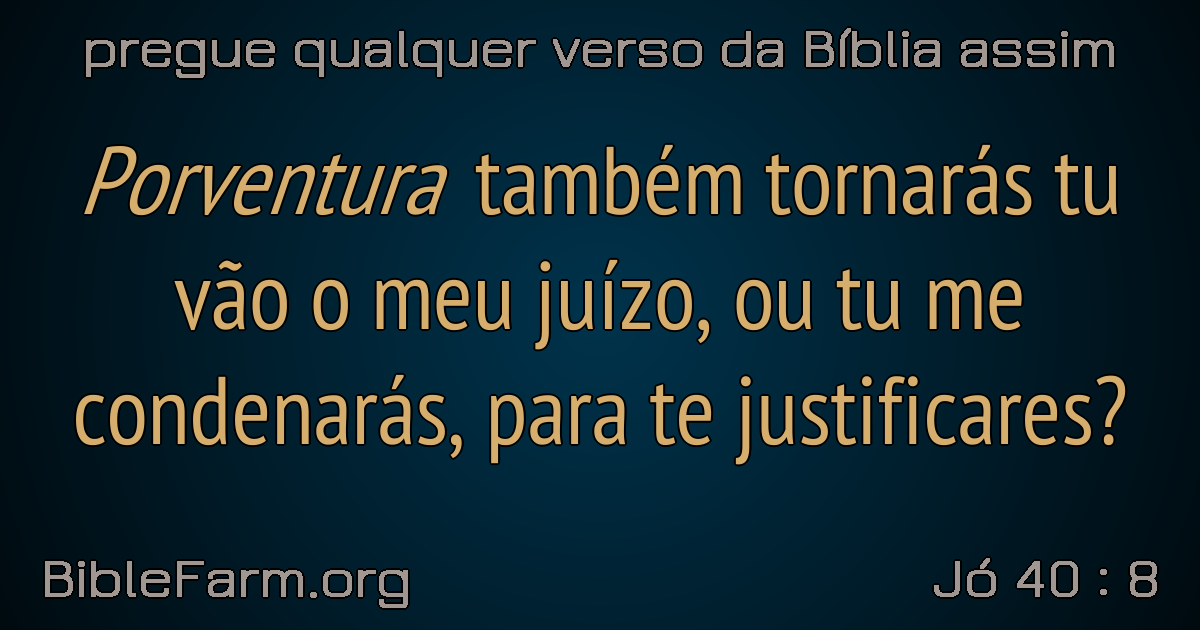 pregue qualquer verso da Bíblia assim
Porventura também tornarás tu
vão o meu juízo, ou tu me
condenarás, para te justificares?
BibleFarm.org
Jó 40 : 8